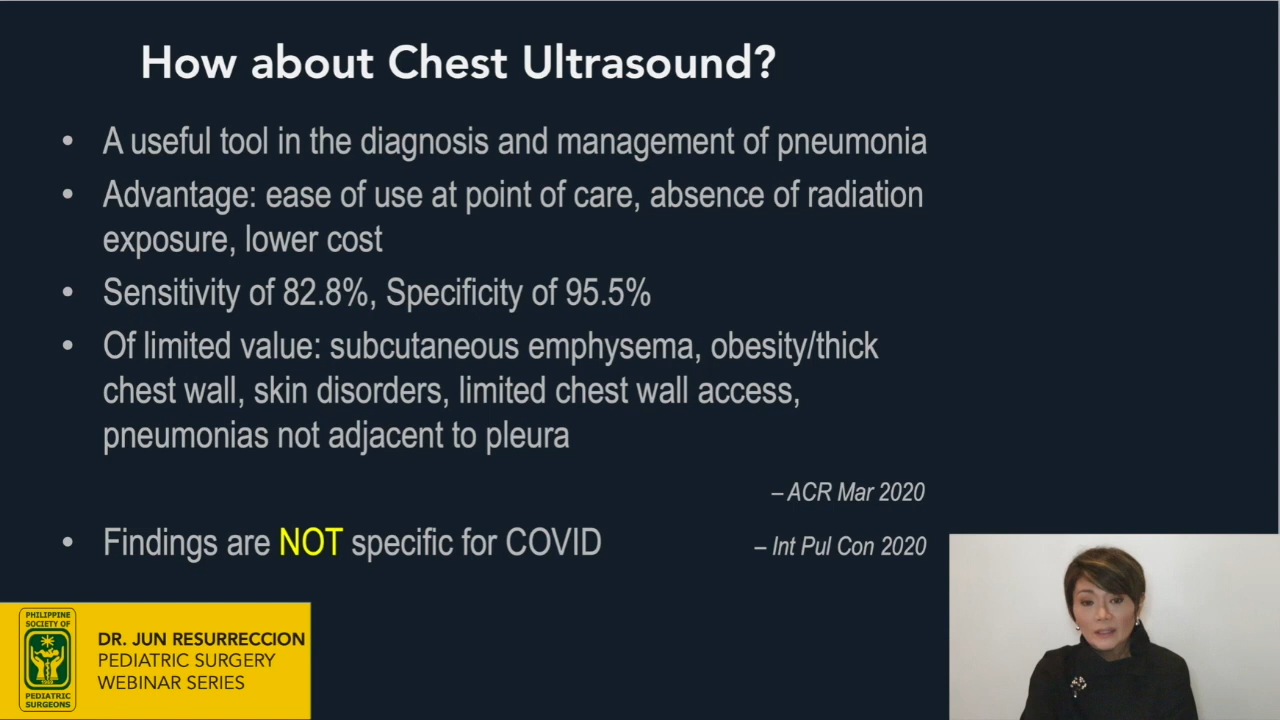 How about Chest Ultrasound?
• A useful tool in the diagnosis and management of pneumonia
• Advantage: ease of use at point of care, absence of radiation
exposure, lower cost
• Sensitivity of 82.8%, Specificity of 95.5%
• Of limited value: subcutaneous emphysema, obesity/thick
chest wall, skin disorders, limited chest wall access,
pneumonias not adjacent to pleura
– ACR Mar 2020
• Findings are NOT specific for COVID
– Int Pul Con 2020
PHILIPPINE
SOCIETY OF
PEDIATRIC
SURGEONS
DR. JUN RESURRECCION
PEDIATRIC SURGERY
WEBINAR SERIES